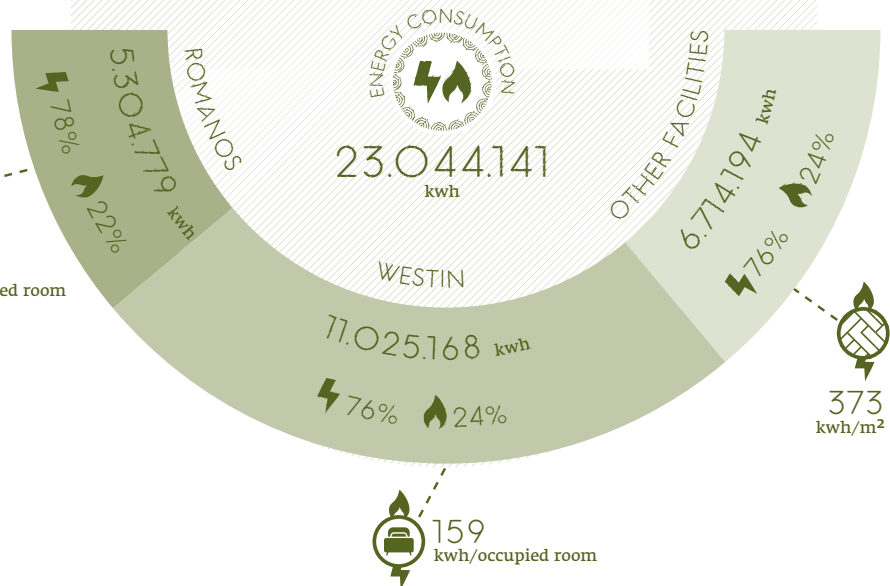 ENERGY CONSUMPTION
23.044.141
kwh
ROMANOS
5.304.779 kwh
78%
22%
ed room
WESTIN
11.025.168 kwh
76%
24%
159
kwh/occupied room
OTHER FACILITIES
6.714.194 kwh
76%
24%
373
kwh/m²